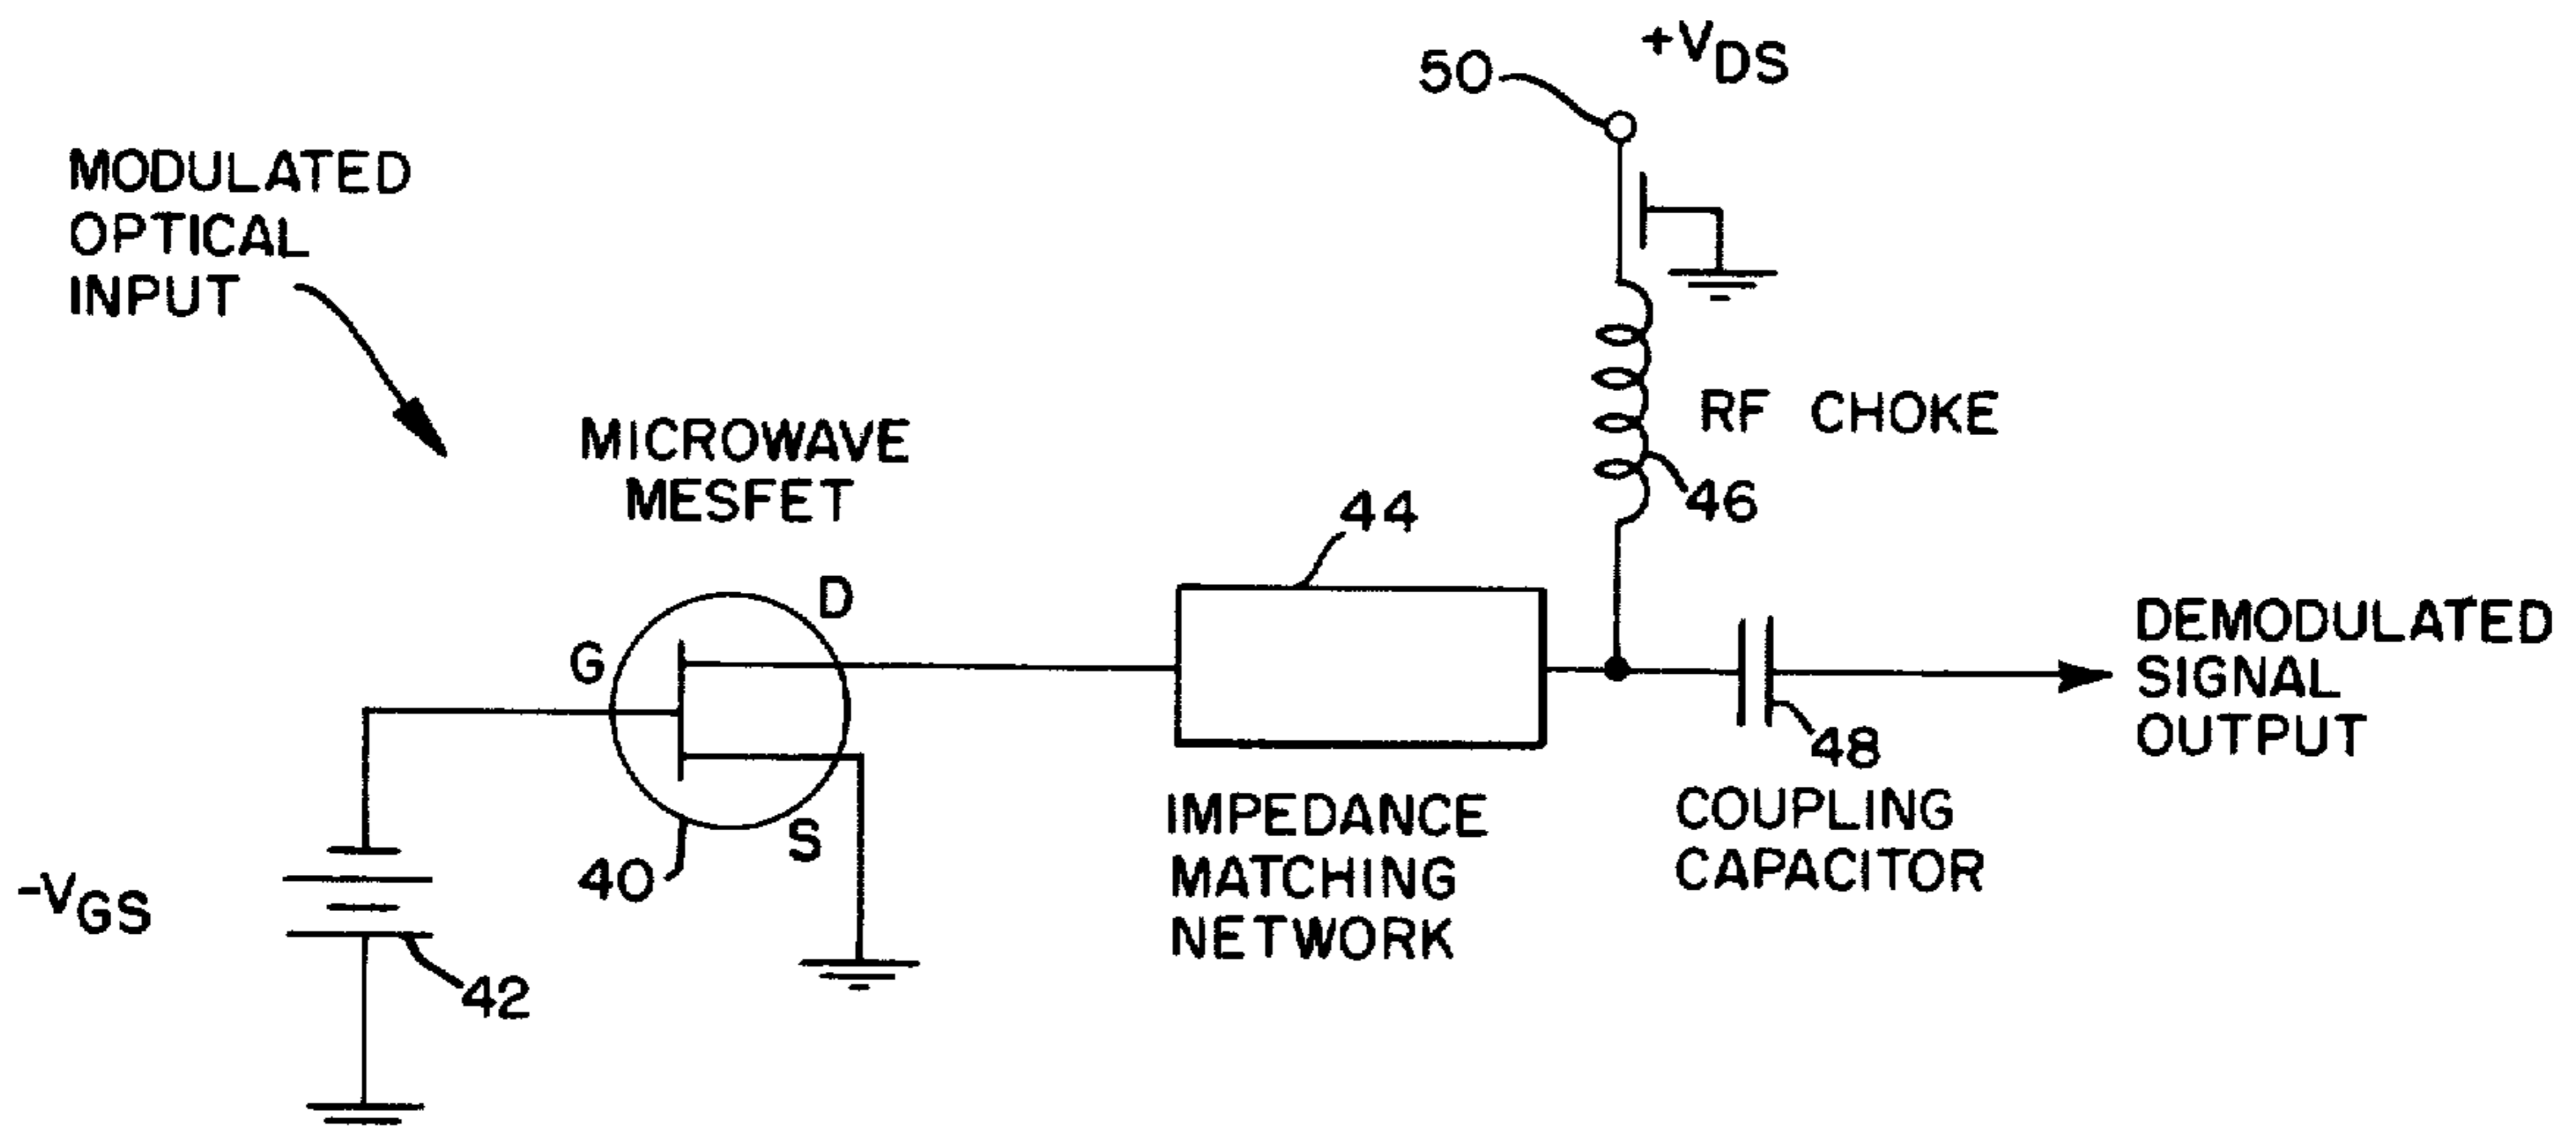 50
+VDS
MODULATED
OPTICAL
INPUT
RF CHOKE
46
MICROWAVE
MESFET
44
D
G
S
40
-VGS
42
IMPEDANCE
MATCHING
NETWORK
48
COUPLING
CAPACITOR
DEMODULATED
SIGNAL
OUTPUT